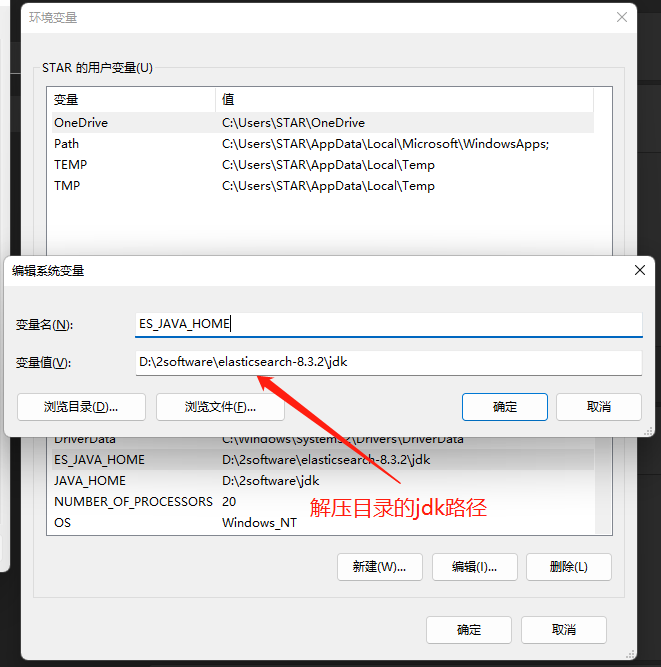 环境变量
STAR 的用户变量(U)
变量 值
OneDrive C:\Users\STAR\OneDrive
Path C:\Users\STAR\AppData\Local\Microsoft\WindowsApps;
TEMP C:\Users\STAR\AppData\Local\Temp
TMP C:\Users\STAR\AppData\Local\Temp
编辑系统变量
变量名(N): ES_JAVA_HOME
变量值(V): D:\2software\elasticsearch-8.3.2\jdk
浏览目录(D)... 浏览文件(F)... 确定 取消
DriverData C:\Windows\System32\Drivers\DriverData
ES_JAVA_HOME D:\2software\elasticsearch-8.3.2\jdk
JAVA_HOME D:\2software\jdk
NUMBER_OF_PROCESSORS 20
OS Windows_NT
解压目录的jdk路径
新建(W)... 编辑(I)... 删除(L)
确定 取消